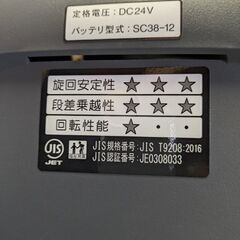 定格電圧：DC24V
バッテリ型式：SC38-12
旋回安定性 ★ ★ ★
段差乗越性 ★ ★ ★
回転性能 ★ ・ ・
JIS規格番号：JIS T9208:2016
JIS認証番号：JE0308033
JIS
JET